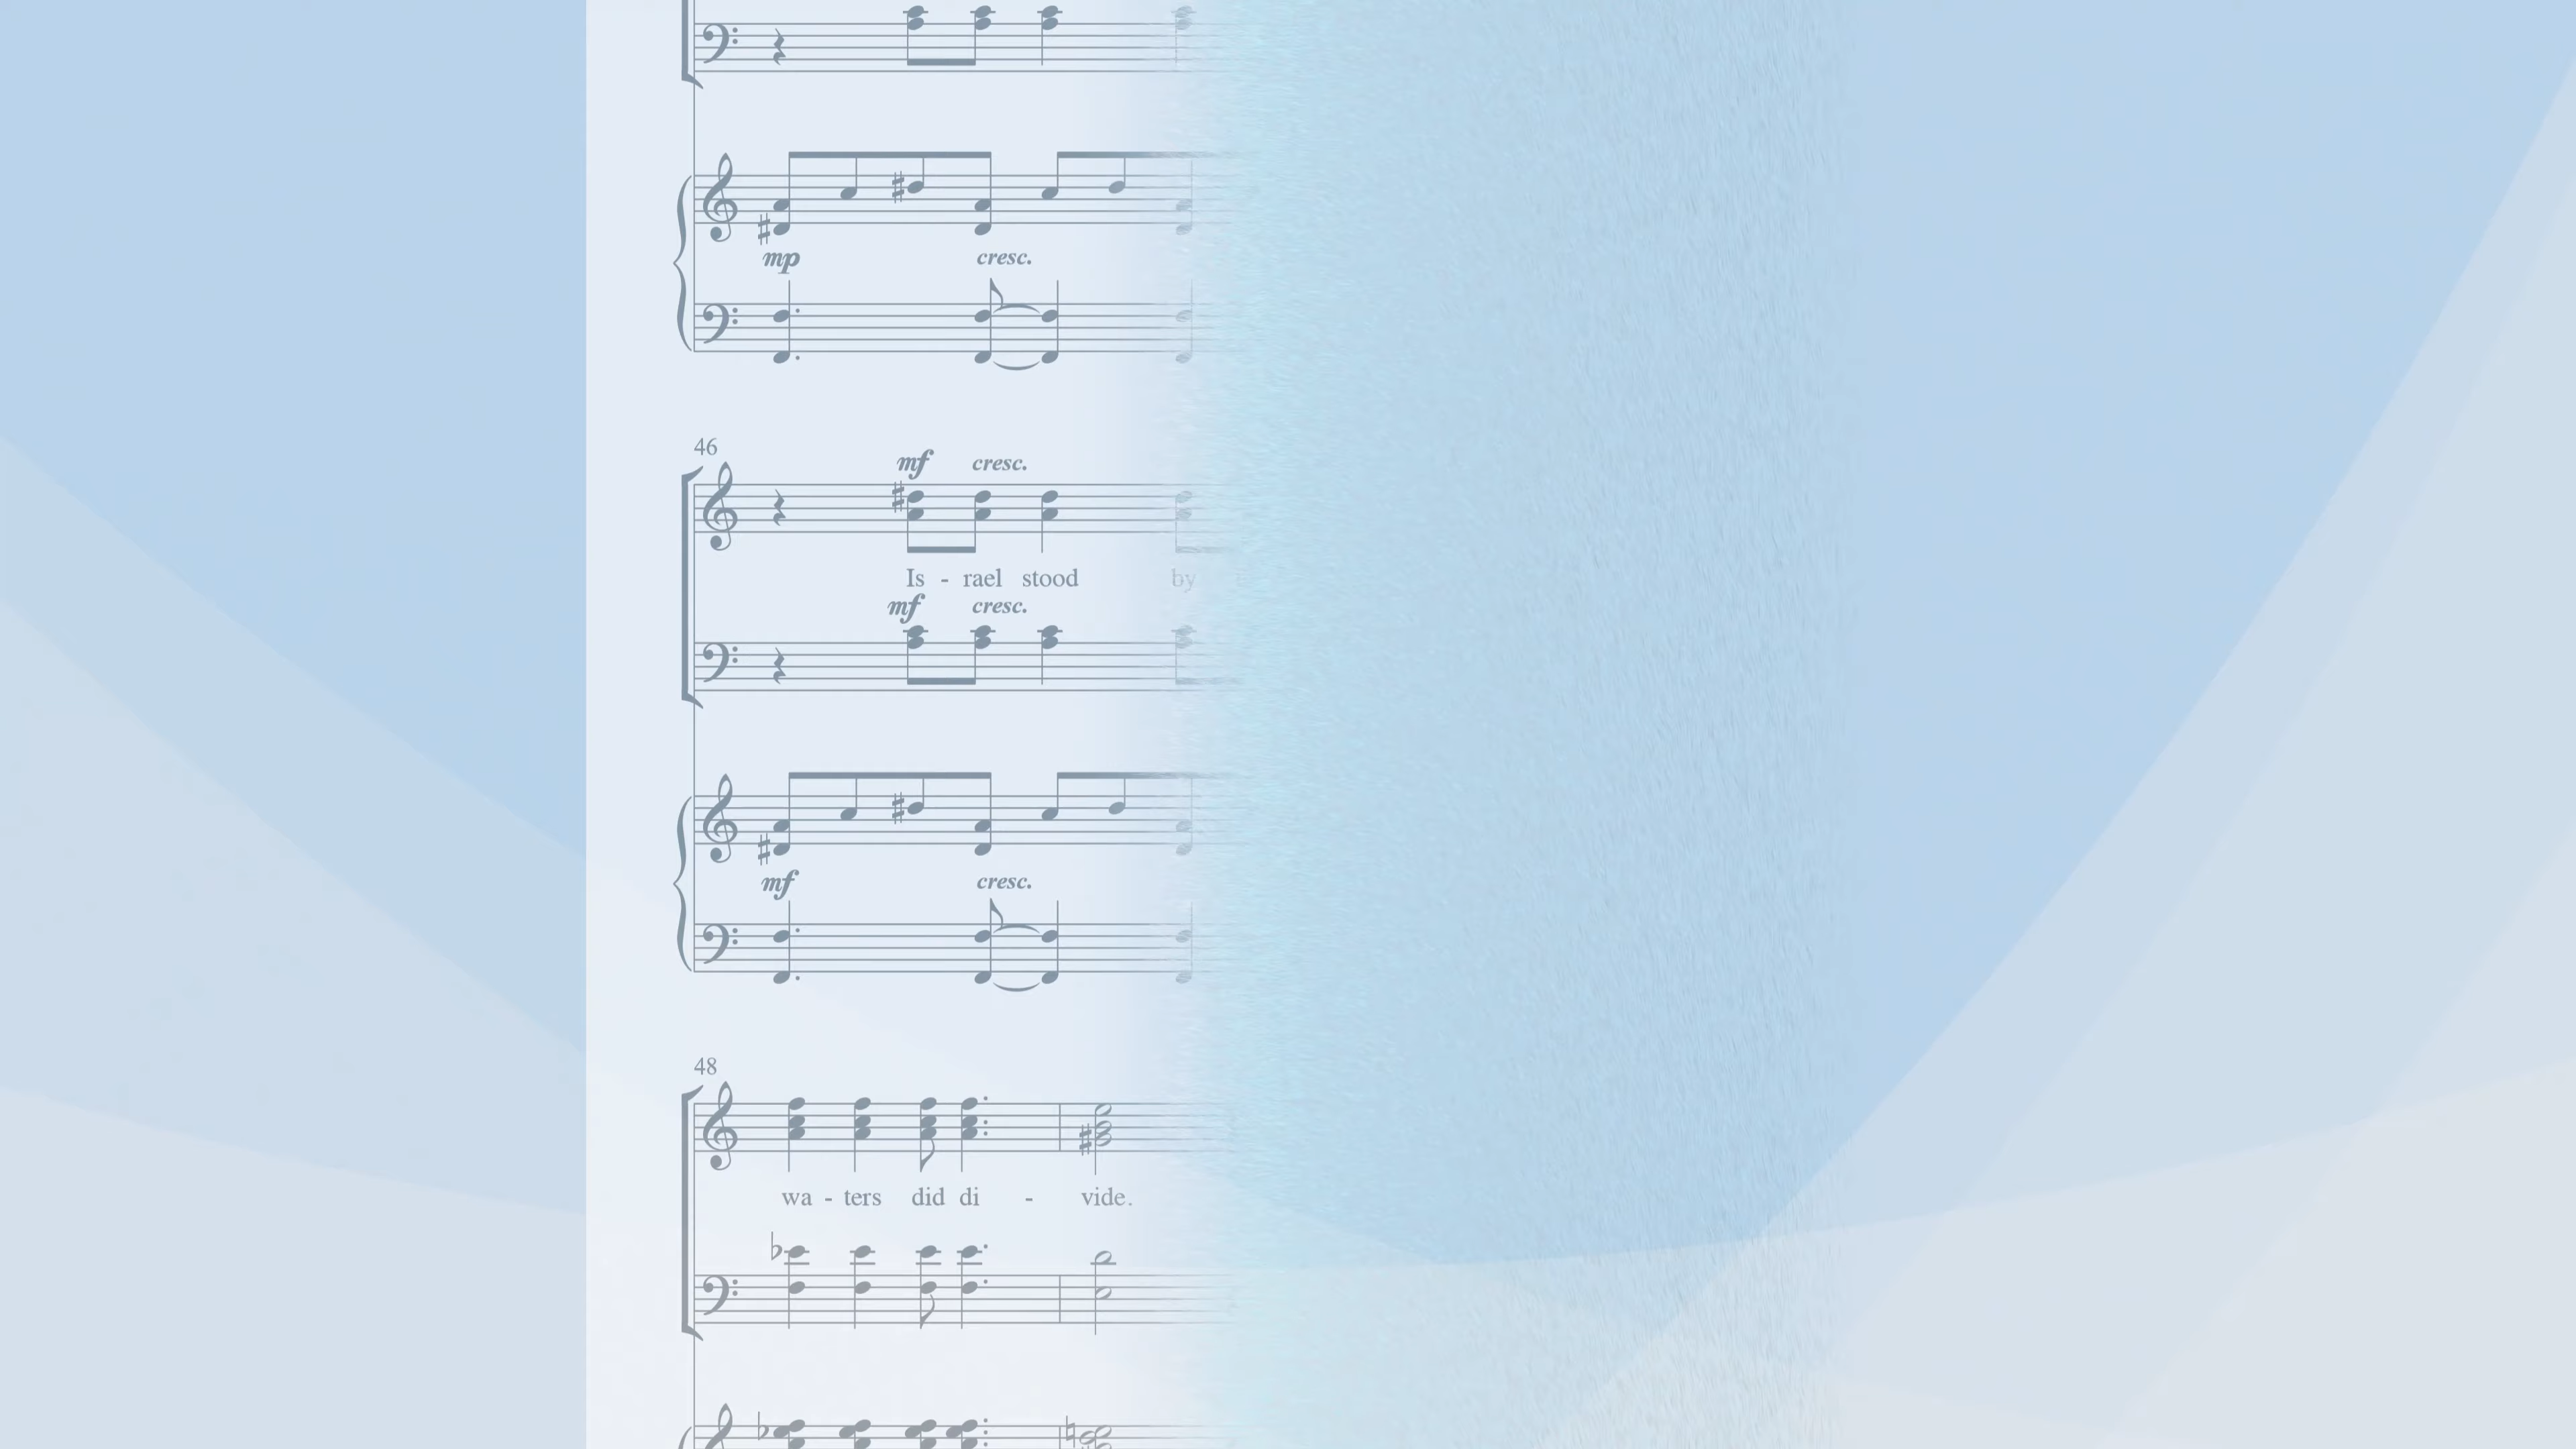 mp cresc.
46
mf cresc.
Is - rael stood by
mf cresc.
mf cresc.
48
wa - ters did di - vide.